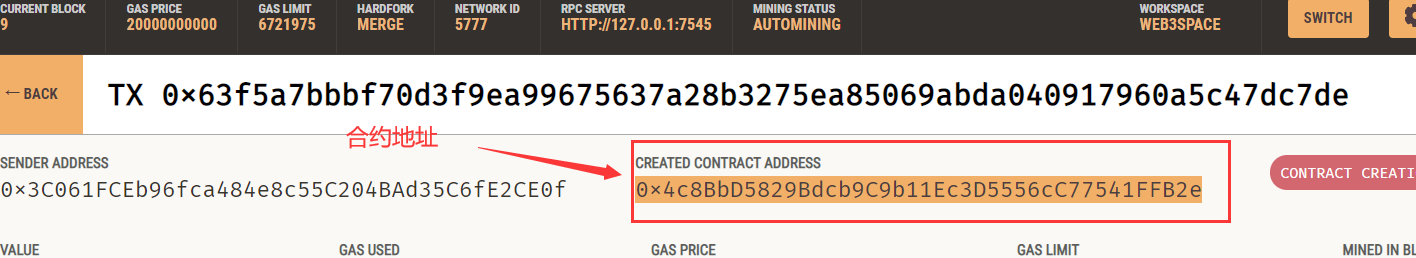 CURRENT BLOCK GAS PRICE GAS LIMIT HARDFORK NETWORK ID RPC SERVER MINING STATUS WORKSPACE
9 20000000000 6721975 MERGE 5777 HTTP://127.0.0.1:7545 AUTOMINING WEB3SPACE SWITCH
← BACK TX 0×63f5a7bbbf70d3f9ea99675637a28b3275ea85069abda040917960a5c47dc7de
合约地址
SENDER ADDRESS CREATED CONTRACT ADDRESS
0×3C061FCEb96fca484e8c55C204BAd35C6fE2CE0f 0×4c8BbD5829Bdcb9C9b11Ec3D5556cC77541FFB2e CONTRACT CREATI
VALUE GAS USED GAS PRICE GAS LIMIT MINED IN BL